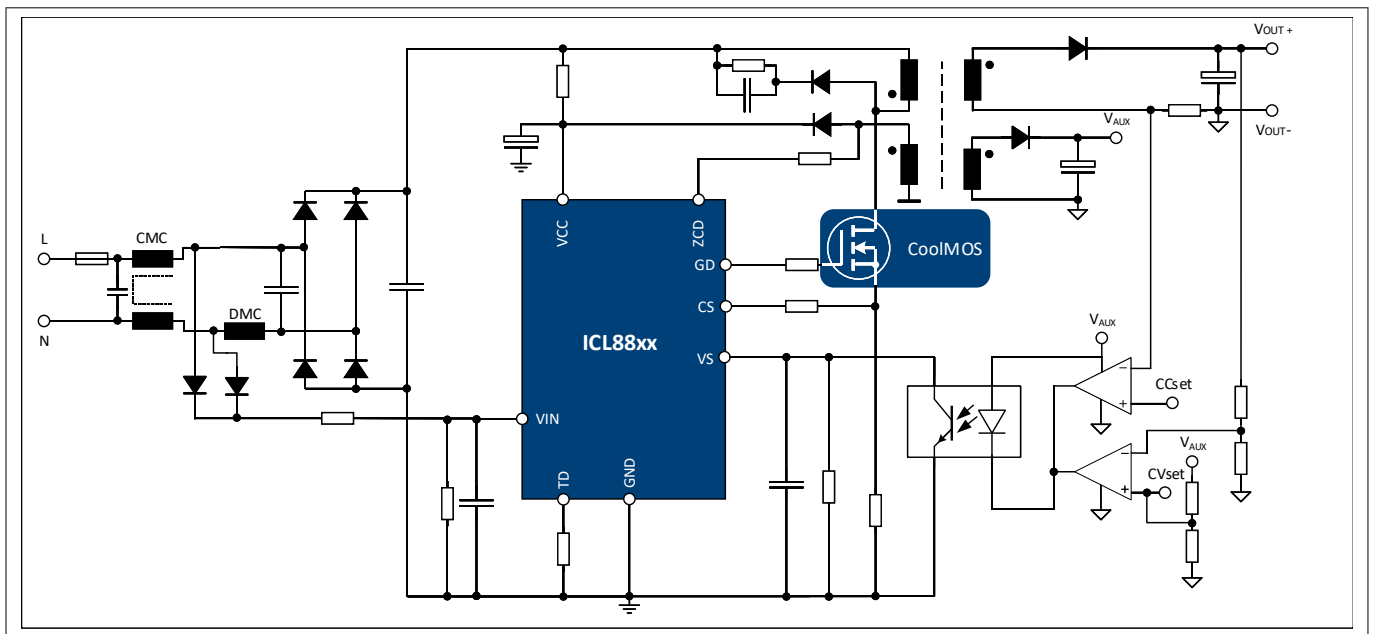 VOUT +
VOUT-
VAUX
VCC
ZCD
L
CMC
GD
CoolMOS
CS
N
DMC
VAUX
ICL88xx
VS
CCset
VIN
VAUX
CVset
TD
GND
−
+
−
+